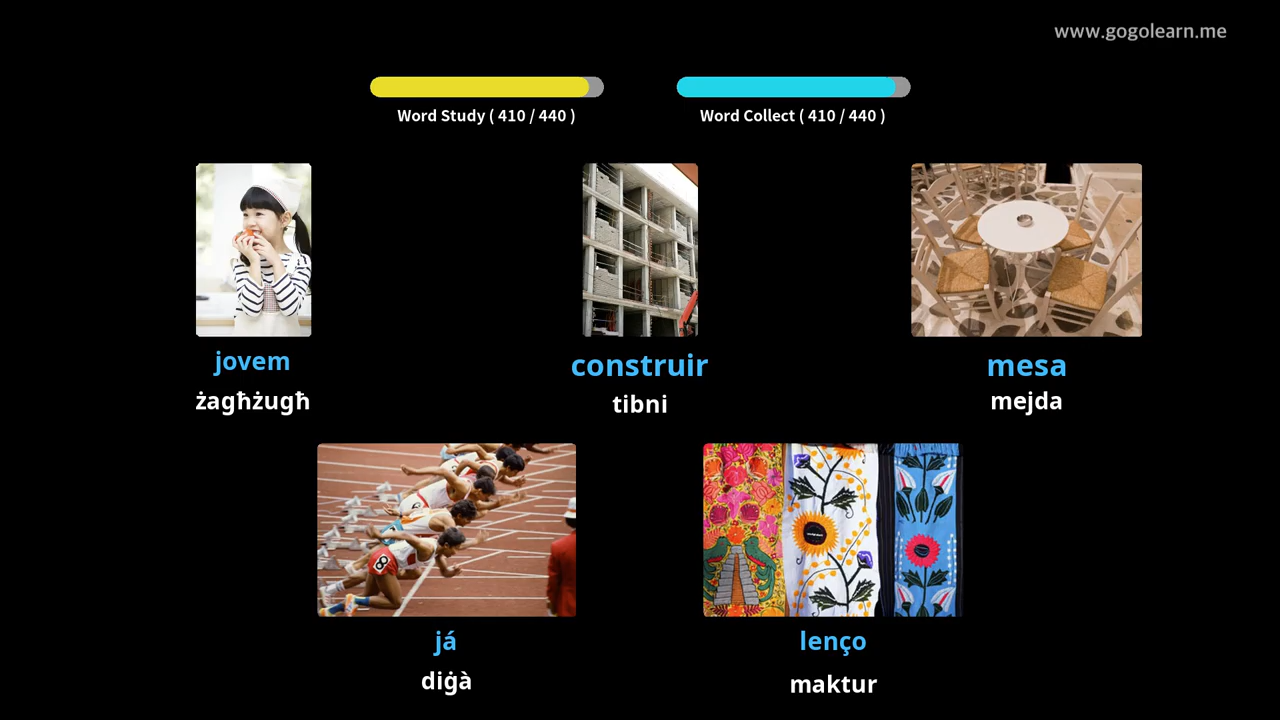 www.gogolearn.me
Word Study ( 410 / 440 )
Word Collect ( 410 / 440 )
jovem
żagħżugħ
construir
tibni
mesa
mejda
já
diġà
lenço
maktur